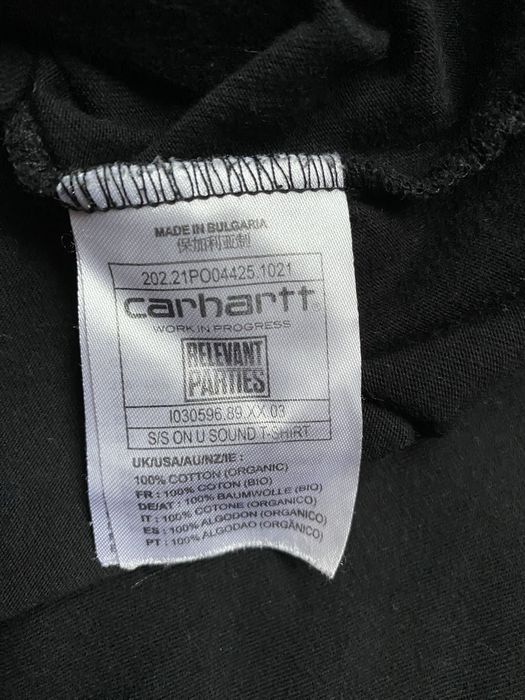 MADE IN BULGARIA
保加利亚制
202.21PO04425.1021
carhartt
WORK IN PROGRESS
RELEVANT
PARTIES
I030596.89.XX.03
S/S ON U SOUND T-SHIRT
UK/USA/AU/NZ/IE :
100% COTTON (ORGANIC)
FR : 100% COTON (BIO)
DE/AT : 100% BAUMWOLLE (BIO)
IT : 100% COTONE (ORGANICO)
ES : 100% ALGODON (ORGANICO)
PT : 100% ALGODAO (ORGÂNICO)